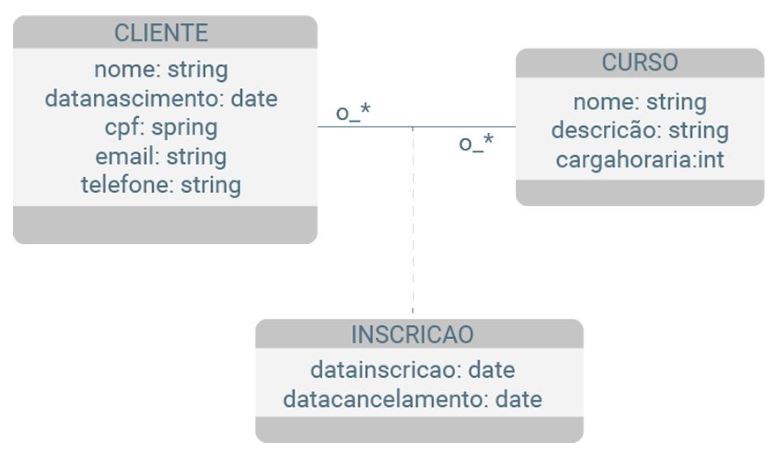 CLIENTE
nome: string
datanascimento: date
cpf: spring
email: string
telefone: string
o_*
o_*
CURSO
nome: string
descricão: string
cargahoraria:int
INSCRICAO
datainscricao: date
datacancelamento: date